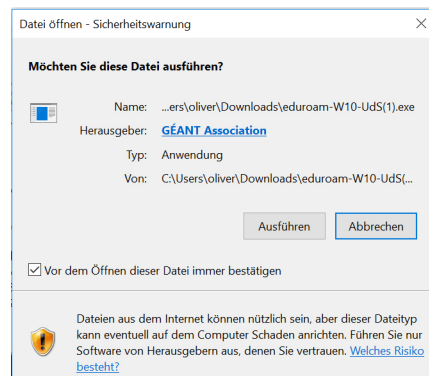 Datei öffnen - Sicherheitswarnung
Möchten Sie diese Datei ausführen?
Name: ...ers\oliver\Downloads\eduroam-W10-UdS(1).exe
Herausgeber: GÉANT Association
Typ: Anwendung
Von: C:\Users\oliver\Downloads\eduroam-W10-UdS(...
Ausführen Abbrechen
Vor dem Öffnen dieser Datei immer bestätigen
Dateien aus dem Internet können nützlich sein, aber dieser Dateityp
kann eventuell auf dem Computer Schaden anrichten. Führen Sie nur
Software von Herausgebern aus, denen Sie vertrauen. Welches Risiko
besteht?